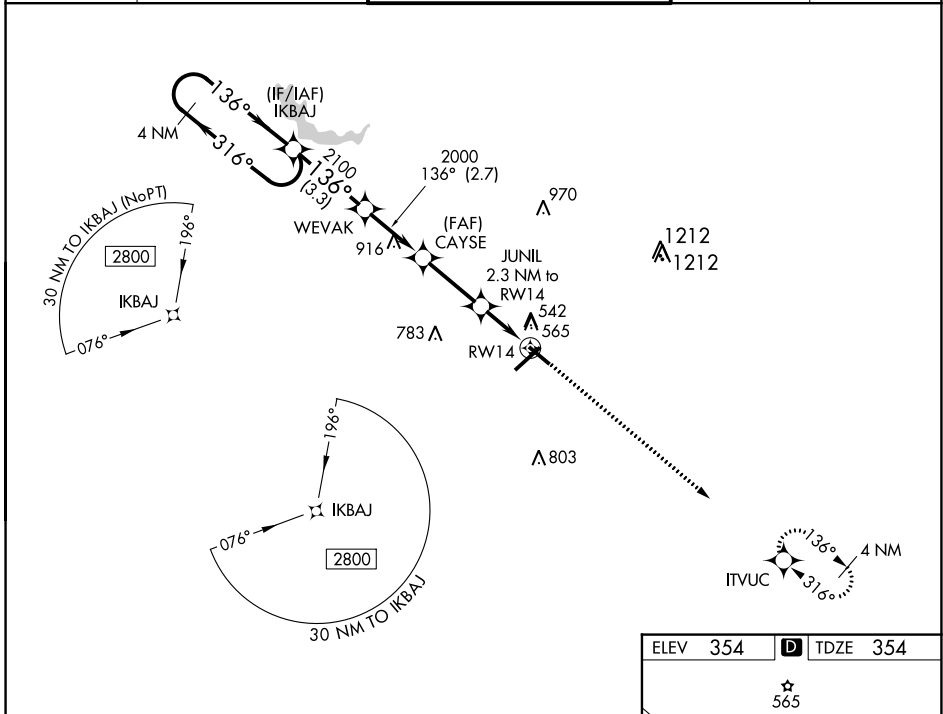 136°
4 NM
316°
(IF/IAF)
IKBAJ
2100
136°
(3.3)
2000
136° (2.7)
WEVAK
916
(FAF)
CAYSE
970
1212
1212
JUNIL
2.3 NM to
RW14
542
565
783
RW14
803
30 NM TO IKBAJ (NoPT)
2800
196°
IKBAJ
076°
196°
IKBAJ
076°
2800
30 NM TO IKBAJ
136°
4 NM
316°
ITVUC
ELEV 354 D TDZE 354
565